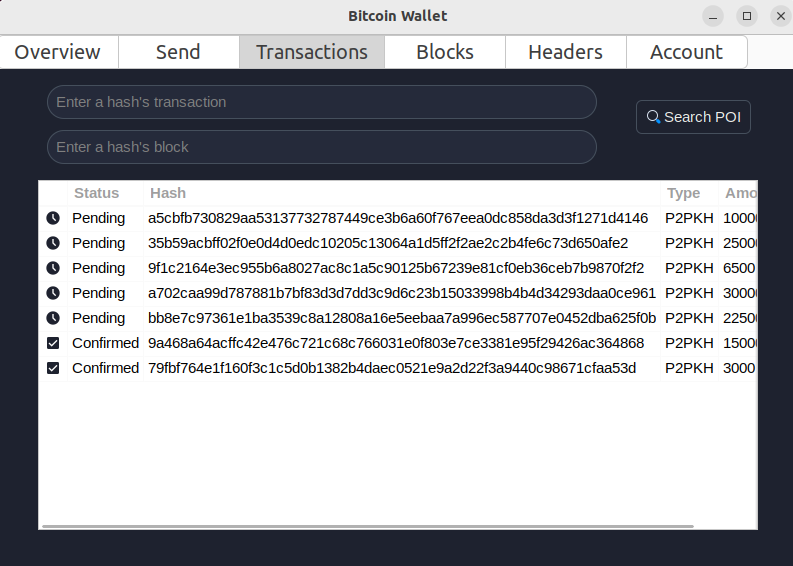 Bitcoin Wallet
Overview Send Transactions Blocks Headers Account
Enter a hash's transaction
Search POI
Enter a hash's block
Status Hash Type Amo
Pending a5cbfb730829aa53137732787449ce3b6a60f767eea0dc858da3d3f1271d4146 P2PKH 10000
Pending 35b59acbff02f0e0d4d0edc10205c13064a1d5ff2f2ae2c2b4fe6c73d650afe2 P2PKH 25000
Pending 9f1c2164e3ec955b6a8027ac8c1a5c90125b67239e81cf0eb36ceb7b9870f2f2 P2PKH 6500
Pending a702caa99d787881b7bf83d3d7dd3c9d6c23b15033998b4b4d34293daa0ce961 P2PKH 30000
Pending bb8e7c97361e1ba3539c8a12808a16e5eebaa7a996ec587707e0452dba625f0b P2PKH 22500
Confirmed 9a468a64acffc42e476c721c68c766031e0f803e7ce3381e95f29426ac364868 P2PKH 15000
Confirmed 79fbf764e1f160f3c1c5d0b1382b4daec0521e9a2d22f3a9440c98671cfaa53d P2PKH 3000